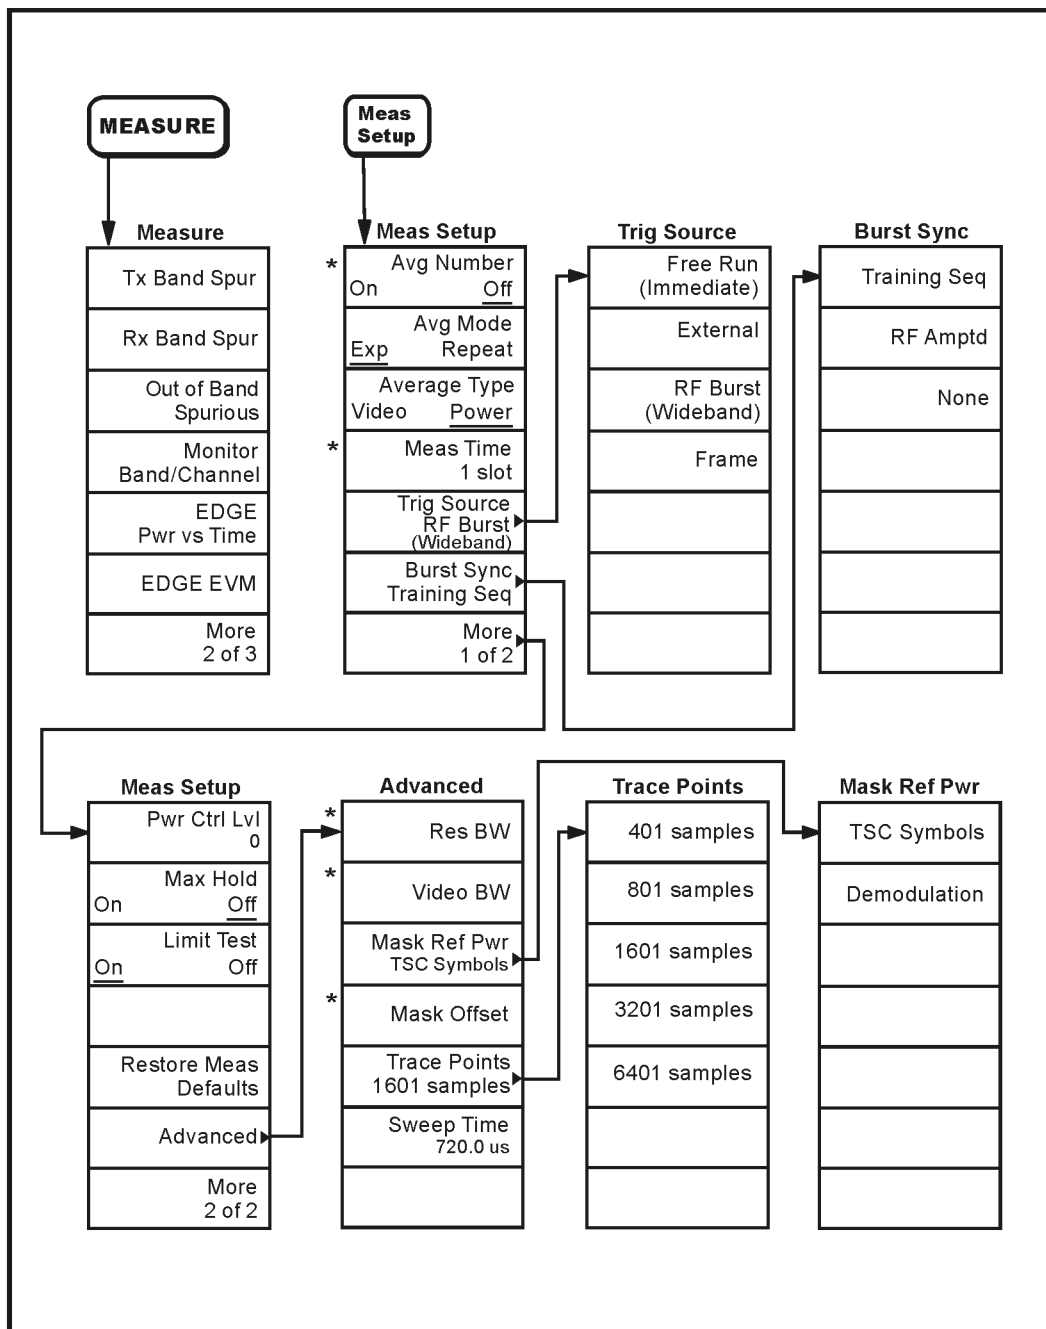 MEASURE
Meas
Setup
Measure
Tx Band Spur
Rx Band Spur
Out of Band
Spurious
Monitor
Band/Channel
EDGE
Pwr vs Time
EDGE EVM
More
2 of 3
Meas Setup
* Avg Number
On Off
Avg Mode
Exp Repeat
Average Type
Video Power
* Meas Time
1 slot
Trig Source
RF Burst
(Wideband)
Burst Sync
Training Seq
More
1 of 2
Trig Source
Free Run
(Immediate)
External
RF Burst
(Wideband)
Frame
Burst Sync
Training Seq
RF Amptd
None
Meas Setup
Pwr Ctrl Lvl
0
Max Hold
On Off
Limit Test
On Off
Restore Meas
Defaults
Advanced
More
2 of 2
Advanced
* Res BW
* Video BW
Mask Ref Pwr
TSC Symbols
* Mask Offset
Trace Points
1601 samples
Sweep Time
720.0 us
Trace Points
401 samples
801 samples
1601 samples
3201 samples
6401 samples
Mask Ref Pwr
TSC Symbols
Demodulation